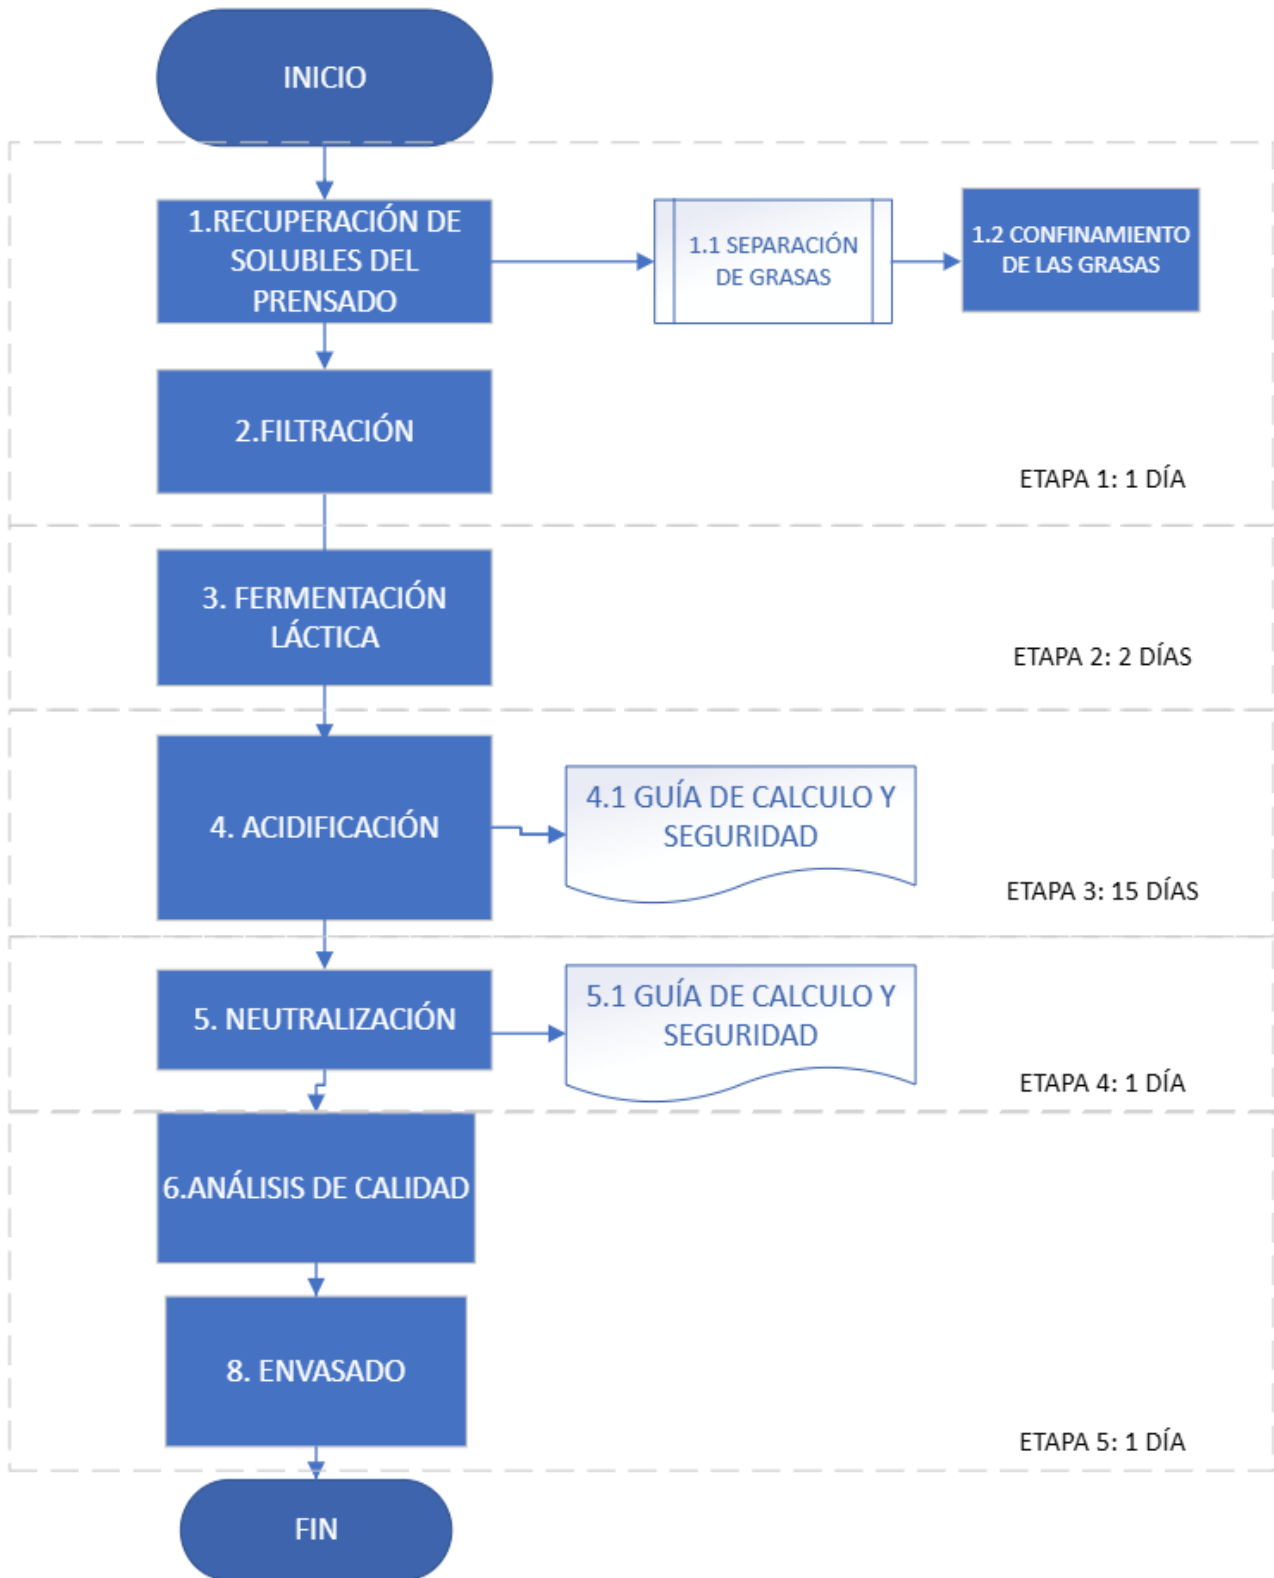 INICIO
1.RECUPERACIÓN DE
SOLUBLES DEL
PRENSADO
1.1 SEPARACIÓN
DE GRASAS
1.2 CONFINAMIENTO
DE LAS GRASAS
2.FILTRACIÓN
ETAPA 1: 1 DÍA
3. FERMENTACIÓN
LÁCTICA
ETAPA 2: 2 DÍAS
4. ACIDIFICACIÓN
4.1 GUÍA DE CALCULO Y
SEGURIDAD
ETAPA 3: 15 DÍAS
5. NEUTRALIZACIÓN
5.1 GUÍA DE CALCULO Y
SEGURIDAD
ETAPA 4: 1 DÍA
6.ANÁLISIS DE CALIDAD
8. ENVASADO
ETAPA 5: 1 DÍA
FIN